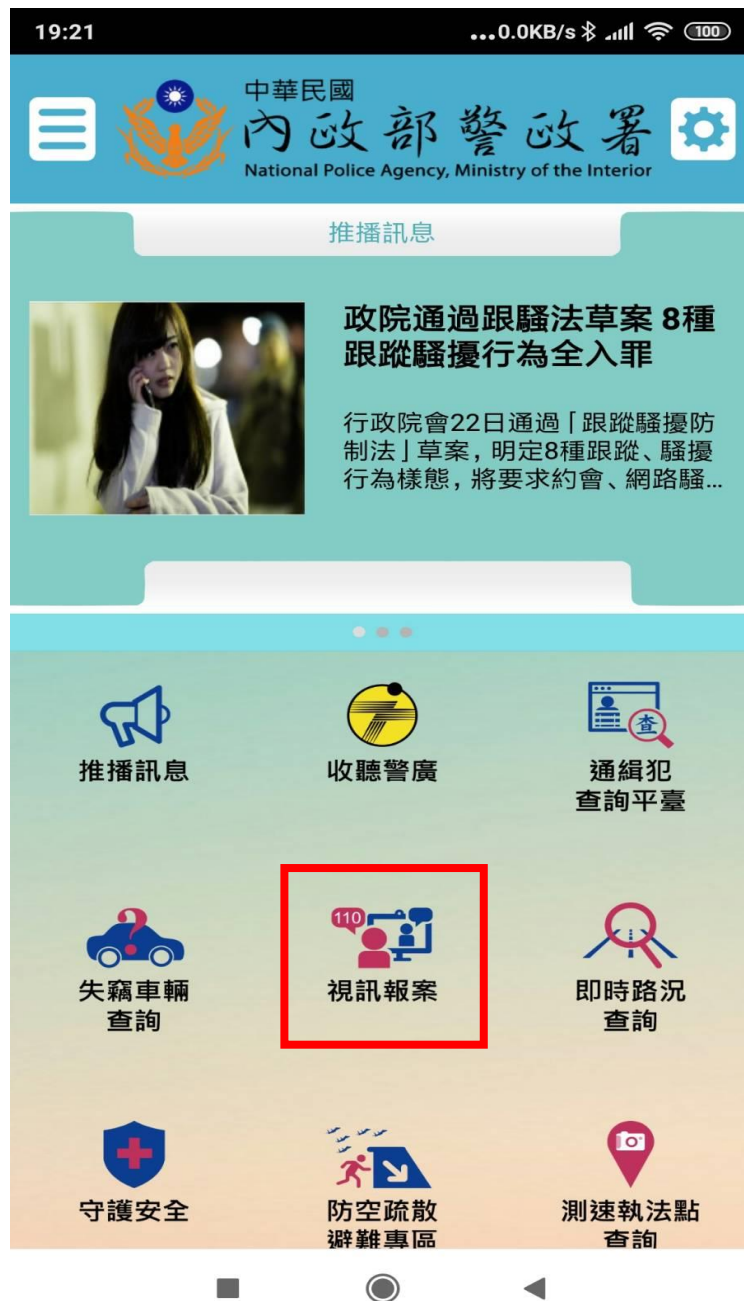 19:21
...0.0KB/s
100
中華民國
內政部警政署
National Police Agency, Ministry of the Interior
推播訊息
政院通過跟騷法草案 8種
跟蹤騷擾行為全入罪
行政院會22日通過「跟蹤騷擾防
制法」草案，明定8種跟蹤、騷擾
行為樣態，將要求約會、網路騷...
推播訊息
收聽警廣
查
通緝犯
查詢平臺
?
失竊車輛
查詢
110
視訊報案
即時路況
查詢
守護安全
防空疏散
避難專區
測速執法點
查詢